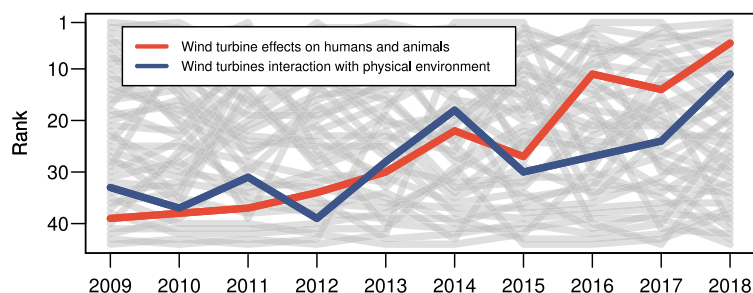 1
10
20
30
40
Rank
Wind turbine effects on humans and animals
Wind turbines interaction with physical environment
2009 2010 2011 2012 2013 2014 2015 2016 2017 2018